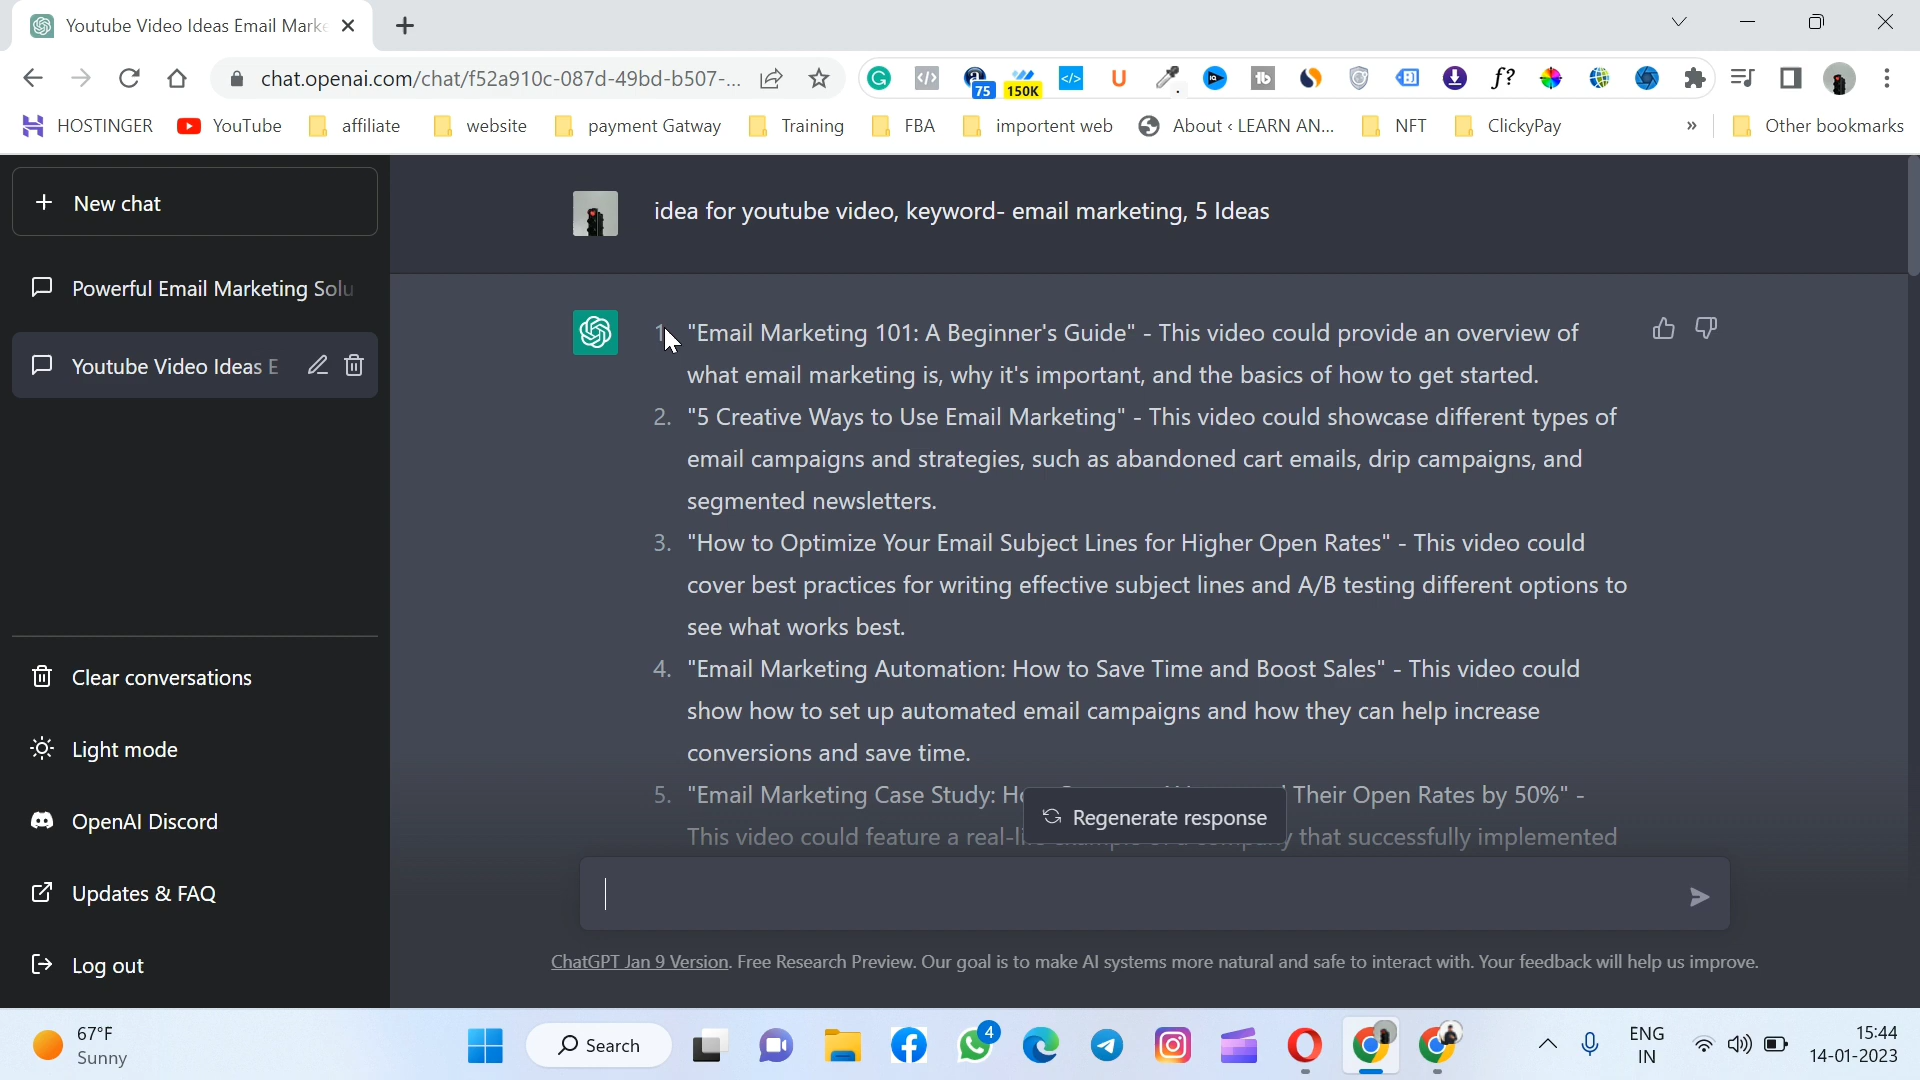 Youtube Video Ideas Email Marke
chat.openai.com/chat/f52a910c-087d-49bd-b507-...
75
150K
f?
HOSTINGER
YouTube
affiliate
website
payment Gatway
Training
FBA
importent web
About ‹ LEARN AN...
NFT
ClickyPay
»
Other bookmarks
+ New chat
Powerful Email Marketing Solu
Youtube Video Ideas E
Clear conversations
Light mode
OpenAI Discord
Updates & FAQ
Log out
idea for youtube video, keyword- email marketing, 5 Ideas
1. "Email Marketing 101: A Beginner's Guide" - This video could provide an overview of
what email marketing is, why it's important, and the basics of how to get started.
2. "5 Creative Ways to Use Email Marketing" - This video could showcase different types of
email campaigns and strategies, such as abandoned cart emails, drip campaigns, and
segmented newsletters.
3. "How to Optimize Your Email Subject Lines for Higher Open Rates" - This video could
cover best practices for writing effective subject lines and A/B testing different options to
see what works best.
4. "Email Marketing Automation: How to Save Time and Boost Sales" - This video could
show how to set up automated email campaigns and how they can help increase
conversions and save time.
5. "Email Marketing Case Study: Their Open Rates by 50%" -
This video could feature a that successfully implemented
Regenerate response
ChatGPT Jan 9 Version. Free Research Preview. Our goal is to make AI systems more natural and safe to interact with. Your feedback will help us improve.
67°F
Sunny
Search
4
ENG
IN
15:44
14-01-2023